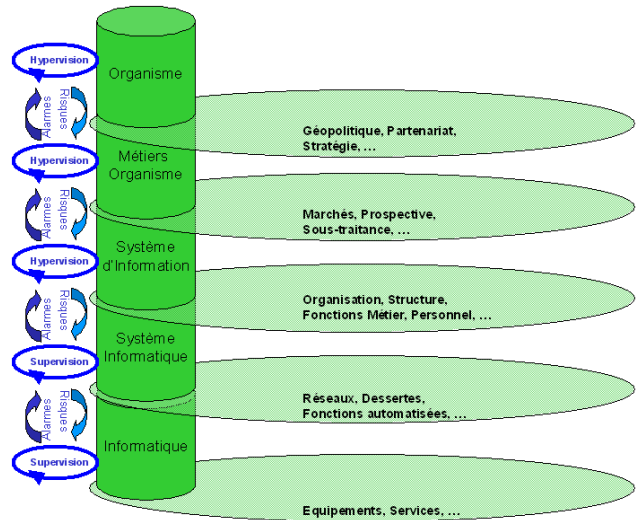 Hypervision
Organisme
Alarmes
Risques
Géopolitique, Partenariat,
Stratégie, ...
Hypervision
Métiers
Organisme
Alarmes
Risques
Marchés, Prospective,
Sous-traitance, ...
Hypervision
Système
d'Information
Alarmes
Risques
Organisation, Structure,
Fonctions Métier, Personnel, ...
Système
Informatique
Supervision
Alarmes
Risques
Réseaux, Dessertes,
Fonctions automatisées, ...
Informatique
Supervision
Equipements, Services, ...